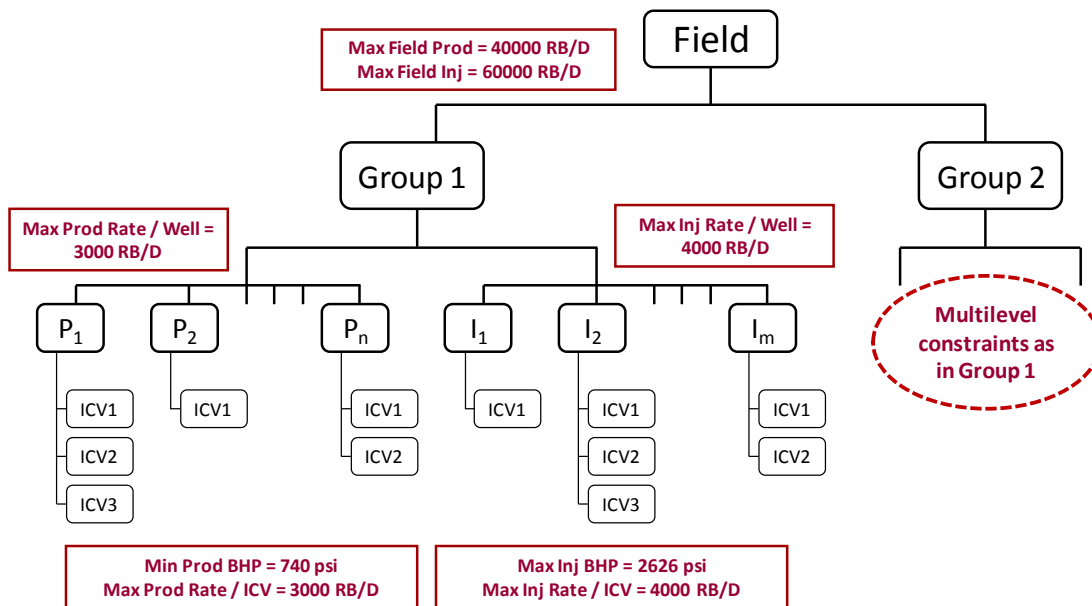 Field
Max Field Prod = 40000 RB/D
Max Field Inj = 60000 RB/D
Group 1
Group 2
Max Prod Rate / Well =
3000 RB/D
Max Inj Rate / Well =
4000 RB/D
P1
P2
Pn
I1
I2
Im
Multilevel
constraints as
in Group 1
ICV1
ICV2
ICV3
ICV1
ICV1
ICV2
ICV1
ICV1
ICV2
ICV3
ICV1
ICV2
Min Prod BHP = 740 psi
Max Prod Rate / ICV = 3000 RB/D
Max Inj BHP = 2626 psi
Max Inj Rate / ICV = 4000 RB/D